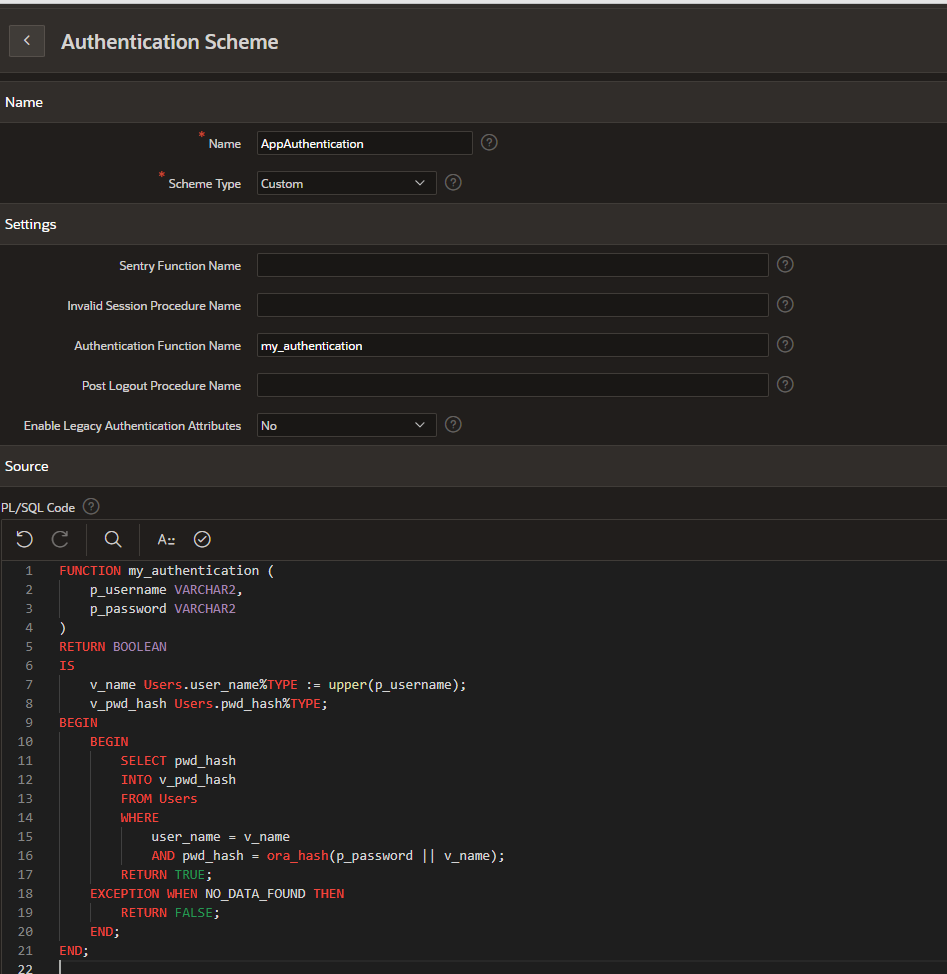 Authentication Scheme
Name
* Name AppAuthentication ?
* Scheme Type Custom ?
Settings
Sentry Function Name ?
Invalid Session Procedure Name ?
Authentication Function Name my_authentication ?
Post Logout Procedure Name ?
Enable Legacy Authentication Attributes No ?
Source
PL/SQL Code ?
A::
1 FUNCTION my_authentication (
2 p_username VARCHAR2,
3 p_password VARCHAR2
4 )
5 RETURN BOOLEAN
6 IS
7 v_name Users.user_name%TYPE := upper(p_username);
8 v_pwd_hash Users.pwd_hash%TYPE;
9 BEGIN
10 BEGIN
11 SELECT pwd_hash
12 INTO v_pwd_hash
13 FROM Users
14 WHERE
15 user_name = v_name
16 AND pwd_hash = ora_hash(p_password || v_name);
17 RETURN TRUE;
18 EXCEPTION WHEN NO_DATA_FOUND THEN
19 RETURN FALSE;
20 END;
21 END;
22